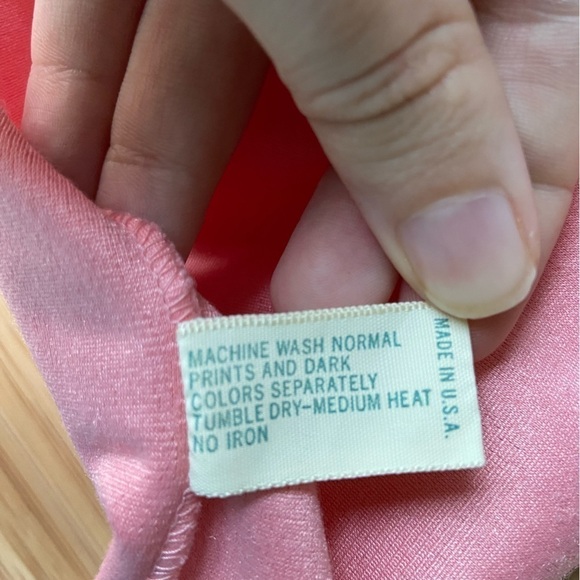 MACHINE WASH NORMAL
PRINTS AND DARK
COLORS SEPARATELY
TUMBLE DRY-MEDIUM HEAT
NO IRON
MADE IN U.S.A.